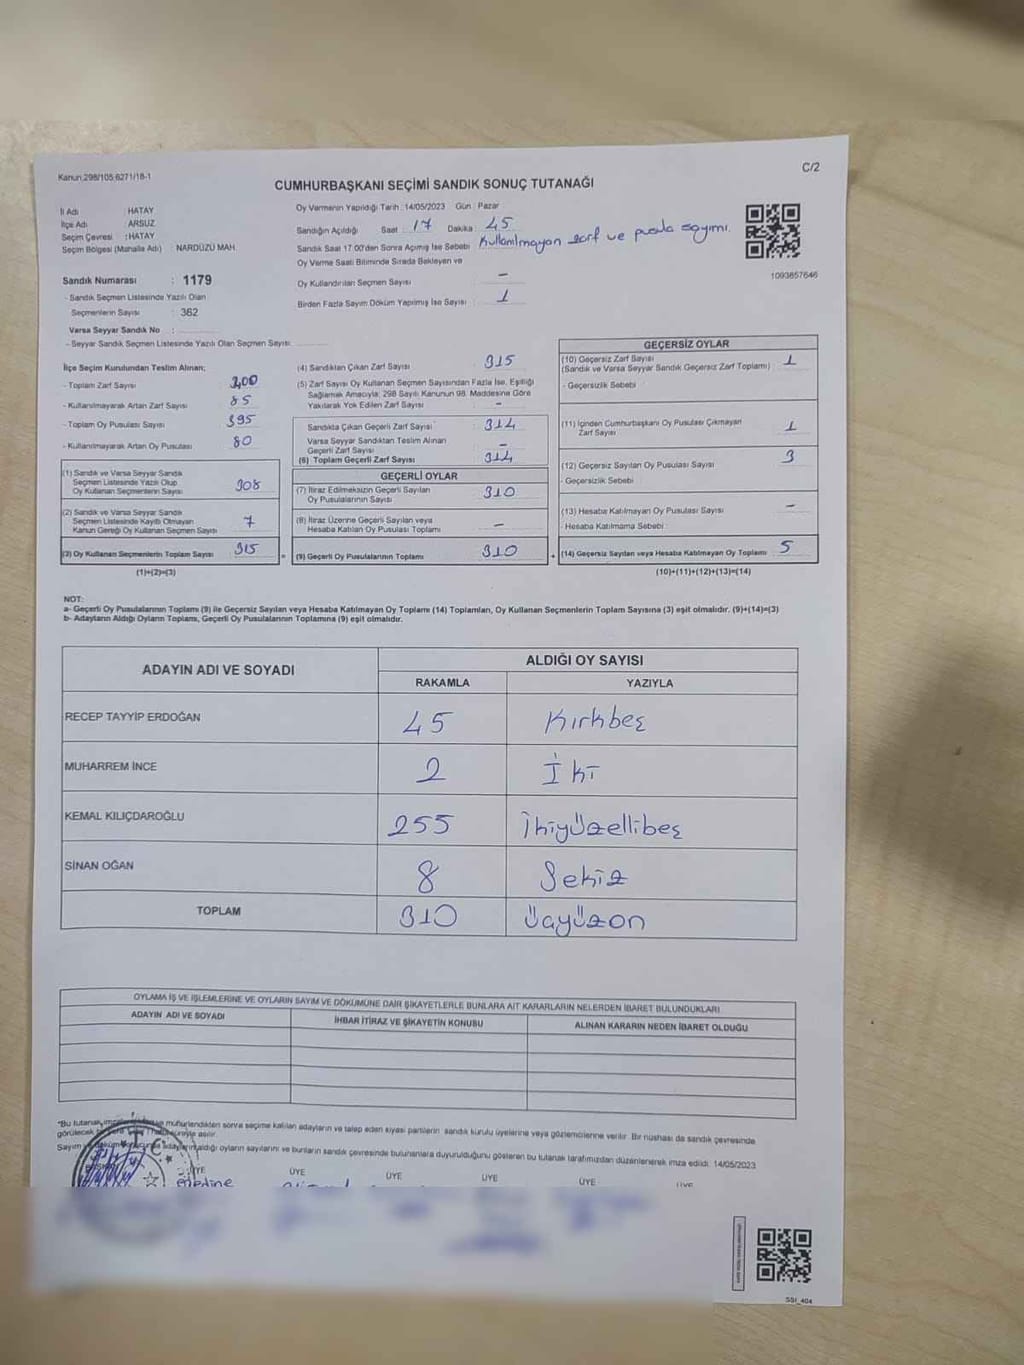 Kanun:298/105;6271/18-1
C/2
CUMHURBAŞKANI SEÇİMİ SANDIK SONUÇ TUTANAĞI
İl Adı : HATAY
İlçe Adı : ARSUZ
Seçim Çevresi : HATAY
Seçim Bölgesi (Mahalle Adı) : NARDÜZÜ MAH.
Sandık Numarası : 1179
- Sandık Seçmen Listesinde Yazılı Olan
Seçmenlerin Sayısı : 362
Varsa Seyyar Sandık No :
- Seyyar Sandık Seçmen Listesinde Yazılı Olan Seçmen Sayısı:
Oy Vermenin Yapıldığı Tarih : 14/05/2023 Gün : Pazar
Sandığın Açıldığı Saat : 17 Dakika : 45
Sandık Saat 17.00'den Sonra Açımış İse Sebebi Kullanılmayan zarf ve pusula sayımı.
Oy Verme Saati Bitiminde Sırada Bekleyen ve
Oy Kullandırılan Seçmen Sayısı —
Birden Fazla Sayım Döküm Yapılmış İse Sayısı 1
1093857646
İlçe Seçim Kurulundan Teslim Alınan;
- Toplam Zarf Sayısı
- Kullanılmayarak Artan Zarf Sayısı 85
- Toplam Oy Pusulası Sayısı 395
- Kullanılmayarak Artan Oy Pusulası 80
(1) Sandık ve Varsa Seyyar Sandık
Seçmen Listesinde Yazılı Olup
Oy Kullanan Seçmenlerin Sayısı 308
(2) Sandık ve Varsa Seyyar Sandık
Seçmen Listesinde Kayıtlı Olmayan
Kanun Gereği Oy Kullanan Seçmen Sayısı 7
(3) Oy Kullanan Seçmenlerin Toplam Sayısı 315
=
(1)+(2)=(3)
(4) Sandıktan Çıkan Zarf Sayısı 315
(5) Zarf Sayısı Oy Kullanan Seçmen Sayısından Fazla İse, Eşitliği
Sağlamak Amacıyla; 298 Sayılı Kanunun 98. Maddesine Göre
Yakılarak Yok Edilen Zarf Sayısı —
Sandıkta Çıkan Geçerli Zarf Sayısı 314
Varsa Seyyar Sandıktan Teslim Alınan
Geçerli Zarf Sayısı —
(6) Toplam Geçerli Zarf Sayısı 314
GEÇERLİ OYLAR
(7) İtiraz Edilmeksizin Geçerli Sayılan
Oy Pusulalarının Sayısı 310
(8) İtiraz Üzerine Geçerli Sayılan veya
Hesaba Katılan Oy Pusulası Toplamı —
(9) Geçerli Oy Pusulalarının Toplamı 310
+
GEÇERSİZ OYLAR
(10) Geçersiz Zarf Sayısı
(Sandık ve Varsa Seyyar Sandık Geçersiz Zarf Toplamı) 1
- Geçersizlik Sebebi
(11) İçinden Cumhurbaşkanı Oy Pusulası Çıkmayan
Zarf Sayısı 1
(12) Geçersiz Sayılan Oy Pusulası Sayısı 3
- Geçersizlik Sebebi
(13) Hesaba Katılmayan Oy Pusulası Sayısı —
- Hesaba Katılmama Sebebi :
(14) Geçersiz Sayılan veya Hesaba Katılmayan Oy Toplamı 5
(10)+(11)+(12)+(13)=(14)
NOT:
a- Geçerli Oy Pusulalarının Toplamı (9) ile Geçersiz Sayılan veya Hesaba Katılmayan Oy Toplamı (14) Toplamları, Oy Kullanan Seçmenlerin Toplam Sayısına (3) eşit olmalıdır. (9)+(14)=(3)
b- Adayların Aldığı Oyların Toplamı, Geçerli Oy Pusulalarının Toplamına (9) eşit olmalıdır.
ADAYIN ADI VE SOYADI
ALDIĞI OY SAYISI
RAKAMLA YAZIYLA
RECEP TAYYİP ERDOĞAN 45 Kırkbeş
MUHARREM İNCE 2 İki
KEMAL KILIÇDAROĞLU 255 İkiyüzellibeş
SİNAN OĞAN 8 Sekiz
TOPLAM 310 Üçyüzon
OYLAMA İŞ VE İŞLEMLERİNE VE OYLARIN SAYIM VE DÖKÜMÜNE DAİR ŞİKAYETLERLE BUNLARA AİT KARARLARIN NELERDEN İBARET BULUNDUKLARI
ADAYIN ADI VE SOYADI İHBAR İTİRAZ VE ŞİKAYETİN KONUSU ALINAN KARARIN NEDEN İBARET OLDUĞU
*Bu tutanak, mühürlendikten sonra seçime katılan adayların ve talep eden siyasi partilerin sandık kurulu üyelerine veya gözlemcilerine verilir. Bir nüshası da sandık çevresinde
görülecek asılır.
Sayım aldığı oyların sayılarını ve bunların sandık çevresinde bulunanlara duyurulduğunu gösteren bu tutanak tarafımızdan düzenlenerek imza edildi. 14/05/2023
ÜYE ÜYE ÜYE ÜYE ÜYE ÜYE
Medine
SSI_404